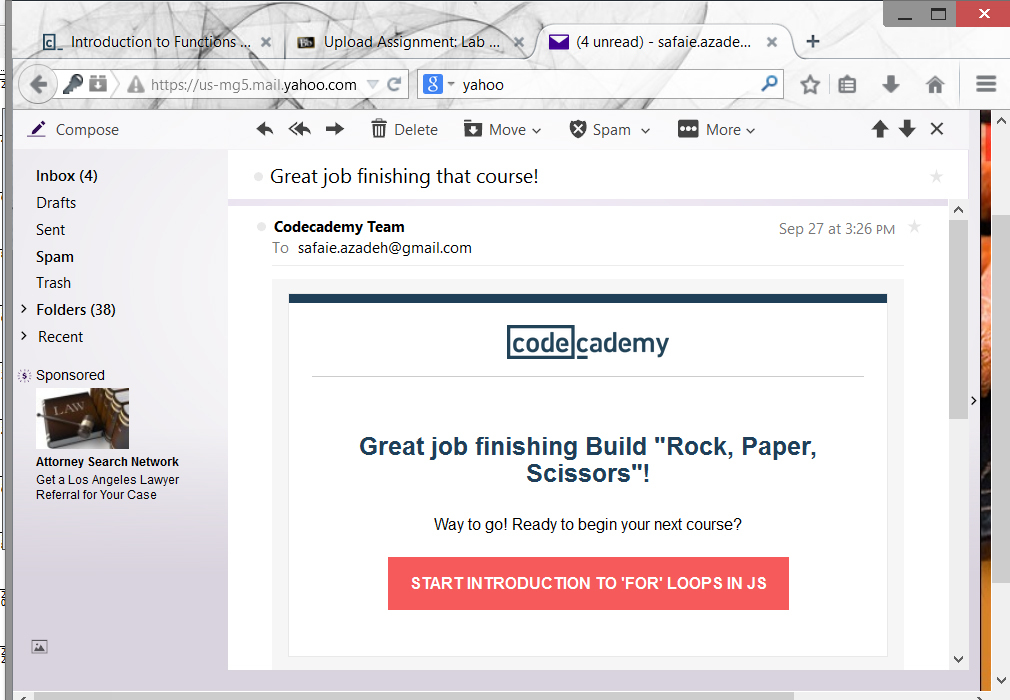 Introduction to Functions ...
Upload Assignment: Lab ...
(4 unread) - safaie.azade...
https://us-mg5.mail.yahoo.com
8 yahoo
Compose
Delete
Move
Spam
More
Inbox (4)
Drafts
Sent
Spam
Trash
Folders (38)
Recent
Sponsored
LAW
Attorney Search Network
Get a Los Angeles Lawyer
Referral for Your Case
Great job finishing that course!
Codecademy Team
Sep 27 at 3:26 PM
To safaie.azadeh@gmail.com
codecademy
Great job finishing Build "Rock, Paper,
Scissors"!
Way to go! Ready to begin your next course?
START INTRODUCTION TO 'FOR' LOOPS IN JS